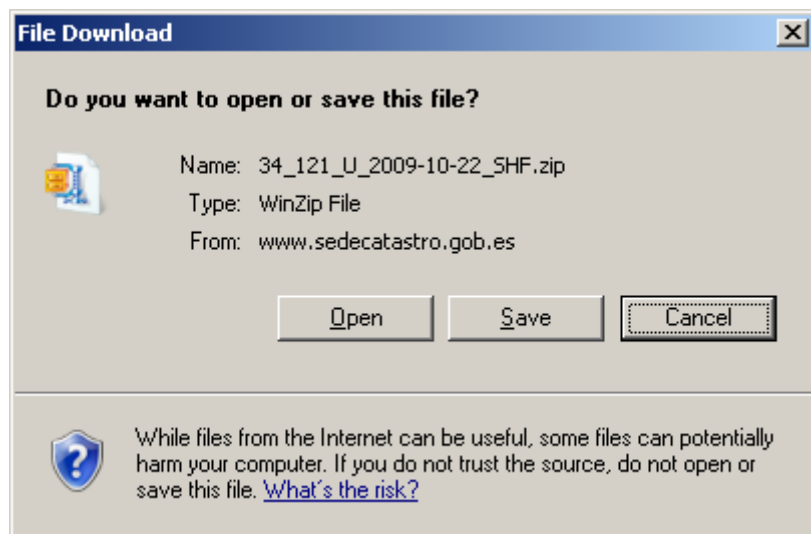 File Download
Do you want to open or save this file?
Name: 34_121_U_2009-10-22_SHF.zip
Type: WinZip File
From: www.sedecatastro.gob.es
Open Save Cancel
While files from the Internet can be useful, some files can potentially
harm your computer. If you do not trust the source, do not open or
save this file. What's the risk?